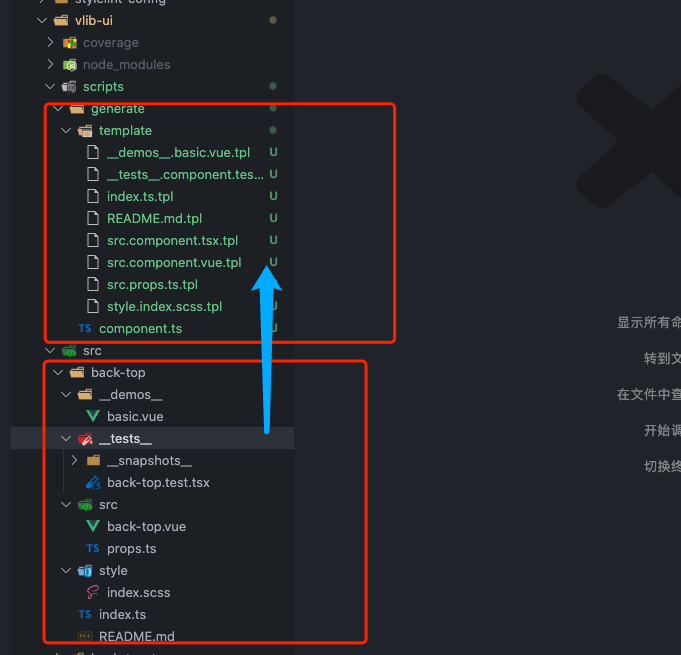 vlib-ui
coverage
node_modules
scripts
generate
template
__demos__.basic.vue.tpl U
__tests__.component.tes... U
index.ts.tpl U
README.md.tpl U
src.component.tsx.tpl U
src.component.vue.tpl U
src.props.ts.tpl
style.index.scss.tpl
TS component.ts
src
back-top
__demos__
basic.vue
__tests__
__snapshots__
back-top.test.tsx
src
back-top.vue
TS props.ts
style
index.scss
TS index.ts
README.md
显示所有命
转到文
在文件中查
开始调
切换终